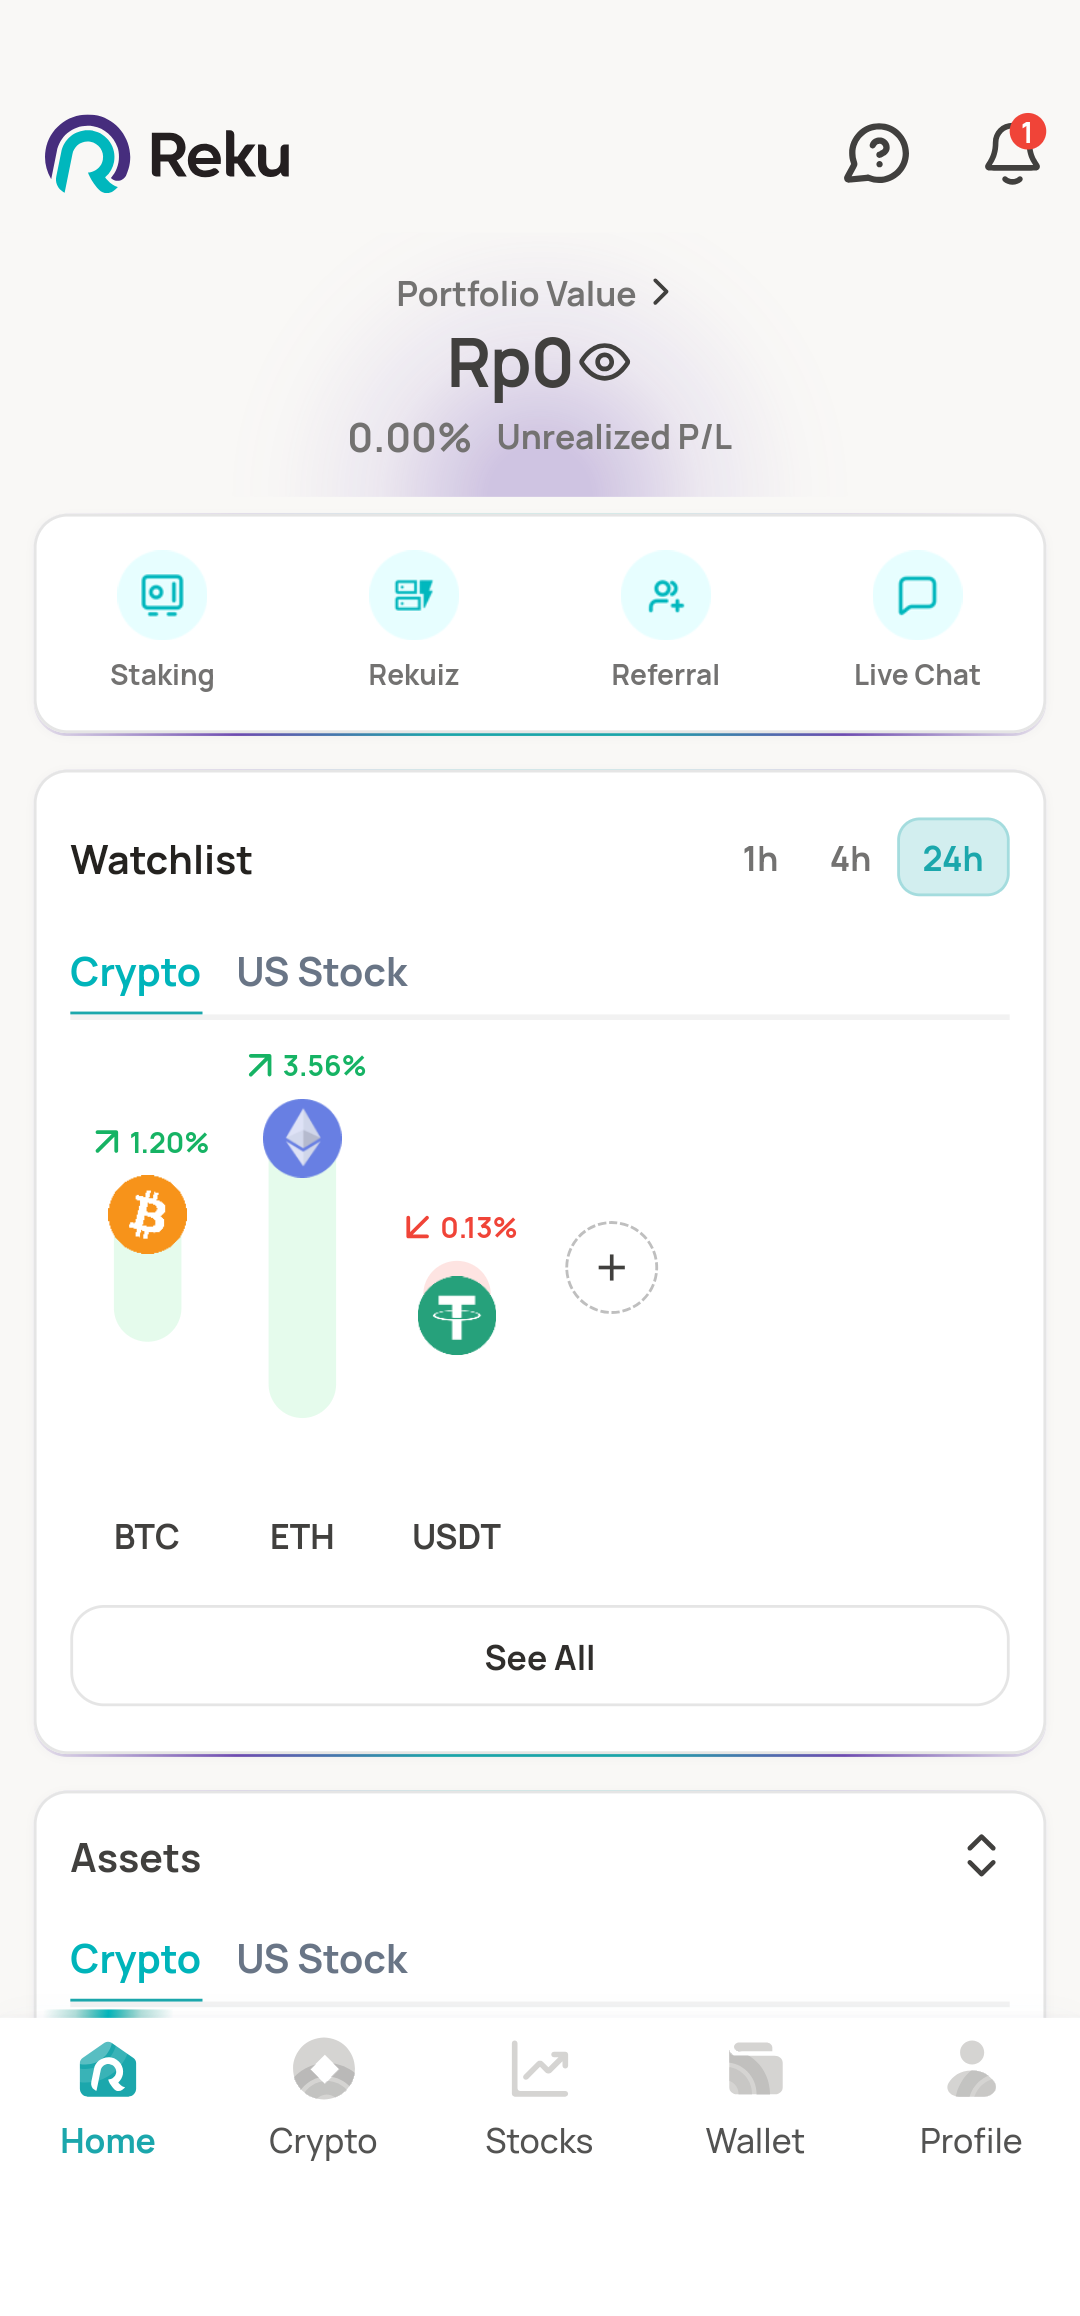 Reku
1
Portfolio Value
Rp0
0.00% Unrealized P/L
Staking Rekuiz Referral Live Chat
Watchlist 1h 4h 24h
Crypto US Stock
3.56%
1.20%
0.13%
BTC ETH USDT
See All
Assets
Crypto US Stock
Home Crypto Stocks Wallet Profile